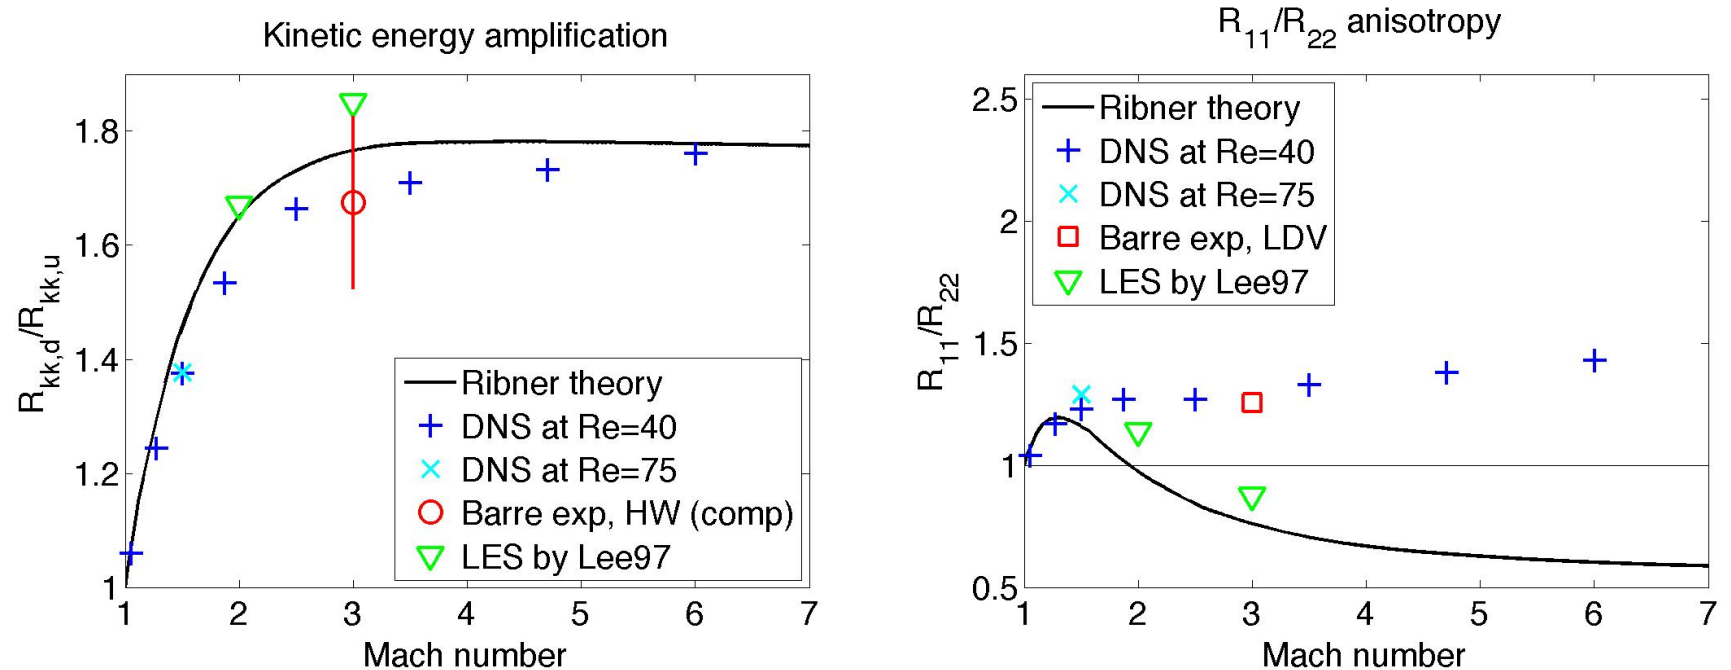 Kinetic energy amplification
R_kk,d/R_kk,u
1.8
1.6
1.4
1.2
1
1 2 3 4 5 6 7
Mach number
Ribner theory
DNS at Re=40
DNS at Re=75
Barre exp, HW (comp)
LES by Lee97
R_11/R_22 anisotropy
R_11/R_22
2.5
2
1.5
1
0.5
1 2 3 4 5 6 7
Mach number
Ribner theory
DNS at Re=40
DNS at Re=75
Barre exp, LDV
LES by Lee97